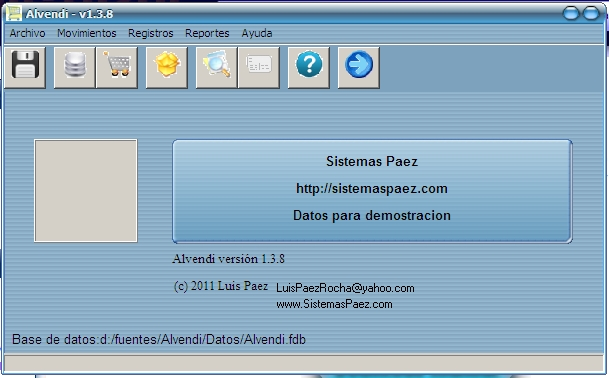 Alvendi - v1.3.8
Archivo Movimientos Registros Reportes Ayuda
?
Sistemas Paez
http://sistemaspaez.com
Datos para demostracion
Alvendi versión 1.3.8
(c) 2011 Luis Paez LuisPaezRocha@yahoo.com
www.SistemasPaez.com
Base de datos:d:/fuentes/Alvendi/Datos/Alvendi.fdb